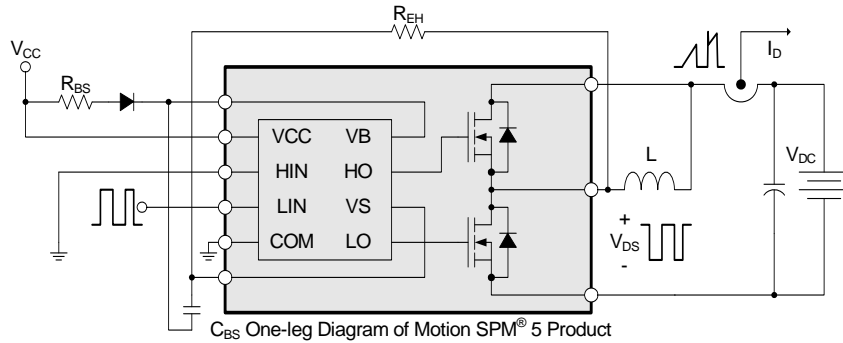 R_EH
V_CC
I_D
R_BS
VCC VB
HIN HO
LIN VS
COM LO
L
V_DC
+
V_DS
-
C_BS One-leg Diagram of Motion SPM® 5 Product